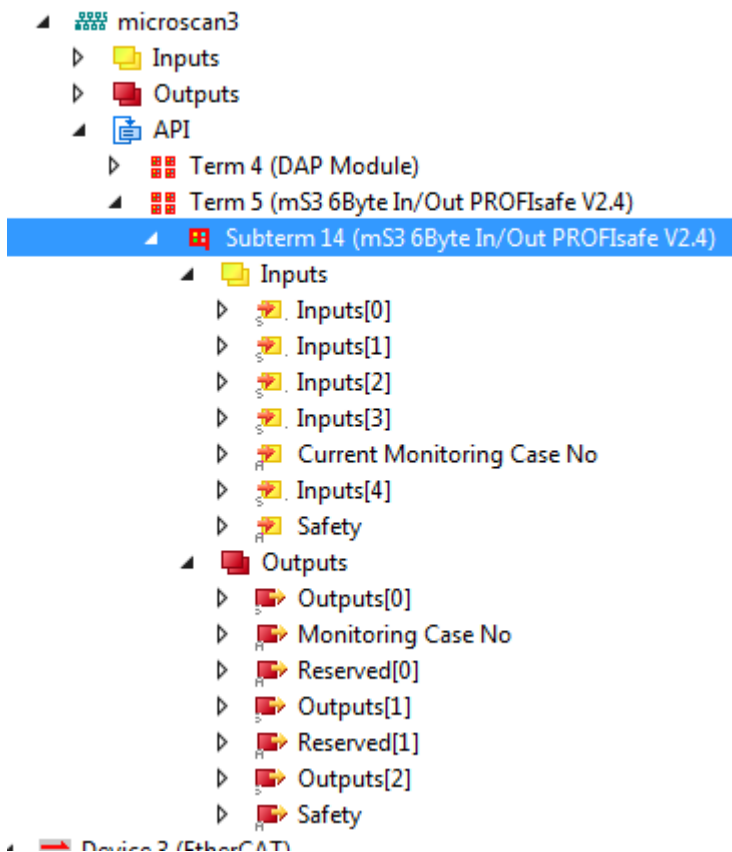 microscan3
Inputs
Outputs
API
Term 4 (DAP Module)
Term 5 (mS3 6Byte In/Out PROFIsafe V2.4)
Subterm 14 (mS3 6Byte In/Out PROFIsafe V2.4)
Inputs
Inputs[0]
Inputs[1]
Inputs[2]
Inputs[3]
Current Monitoring Case No
Inputs[4]
Safety
Outputs
Outputs[0]
Monitoring Case No
Reserved[0]
Outputs[1]
Reserved[1]
Outputs[2]
Safety
Device 3 (EtherCAT)